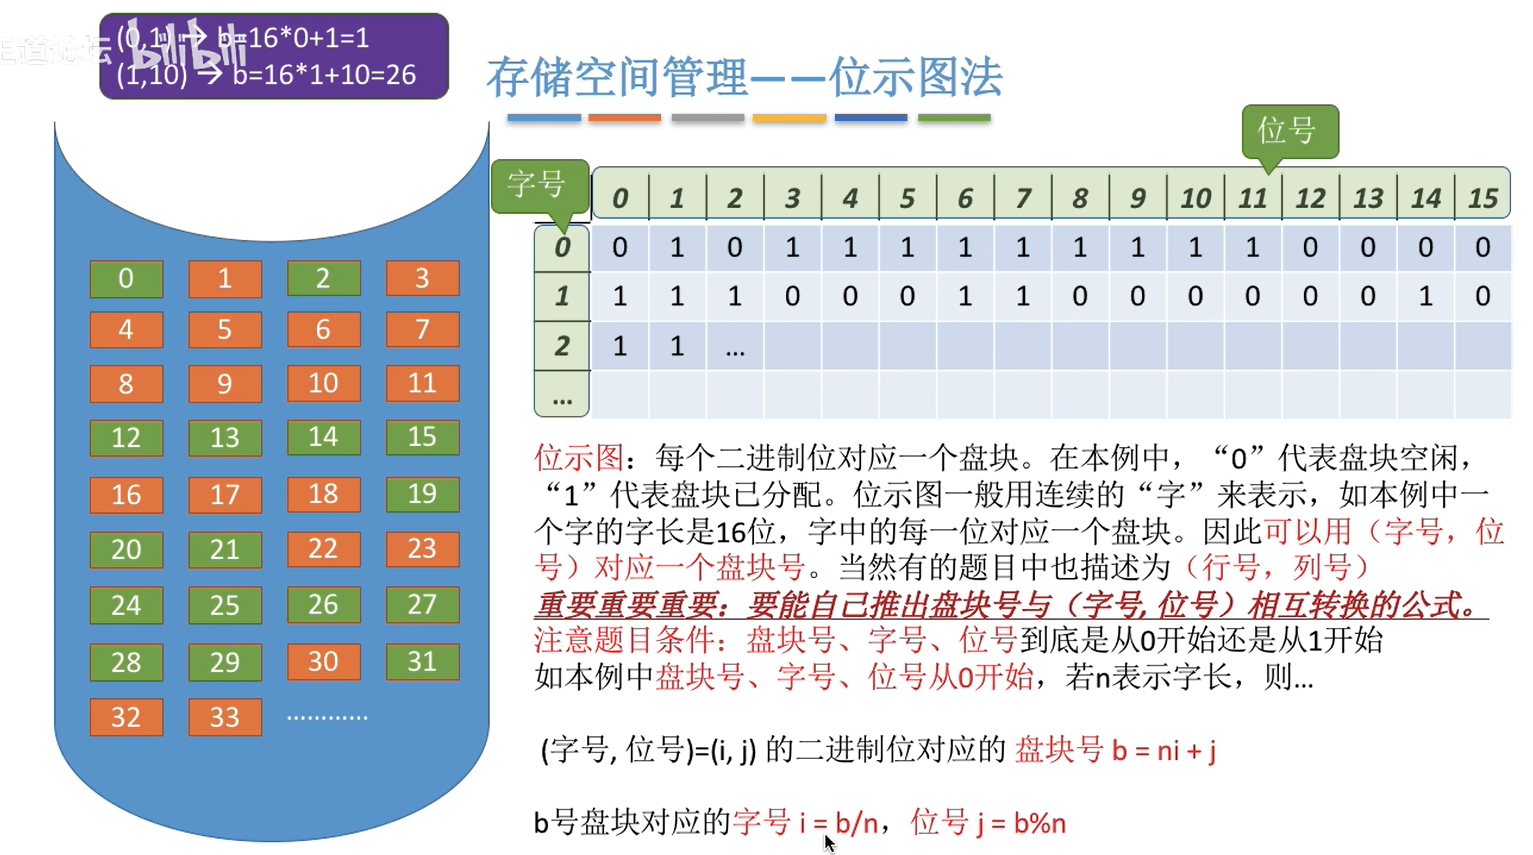 王道论坛 bilibili
(0,1) → b=16*0+1=1
(1,10) → b=16*1+10=26
存储空间管理——位示图法
位号
字号
0 1 2 3 4 5 6 7 8 9 10 11 12 13 14 15
0 0 1 0 1 1 1 1 1 1 1 1 1 0 0 0 0
1 1 1 1 0 0 0 1 1 0 0 0 0 0 0 1 0
2 1 1 ...
...
0 1 2 3
4 5 6 7
8 9 10 11
12 13 14 15
16 17 18 19
20 21 22 23
24 25 26 27
28 29 30 31
32 33 …………
位示图：每个二进制位对应一个盘块。在本例中，“0”代表盘块空闲，
“1”代表盘块已分配。位示图一般用连续的“字”来表示，如本例中一
个字的字长是16位，字中的每一位对应一个盘块。因此可以用（字号，位
号）对应一个盘块号。当然有的题目中也描述为（行号，列号）
重要重要重要：要能自己推出盘块号与（字号, 位号）相互转换的公式。
注意题目条件：盘块号、字号、位号到底是从0开始还是从1开始
如本例中盘块号、字号、位号从0开始，若n表示字长，则...
(字号, 位号)=(i, j) 的二进制位对应的 盘块号 b = ni + j
b号盘块对应的字号 i = b/n，位号 j = b%n